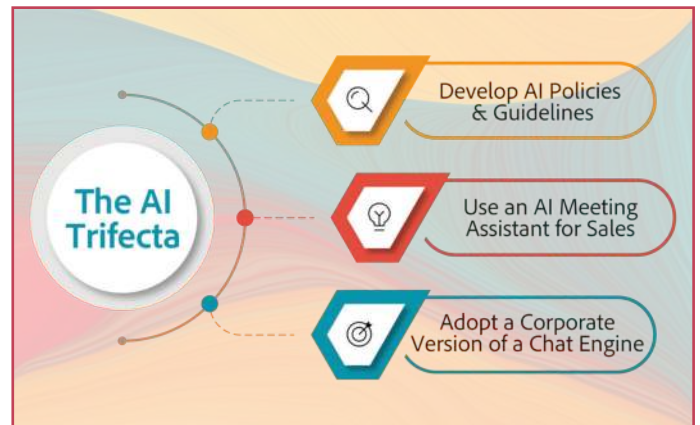 The AI
Trifecta
Develop AI Policies
& Guidelines
Use an AI Meeting
Assistant for Sales
Adopt a Corporate
Version of a Chat Engine